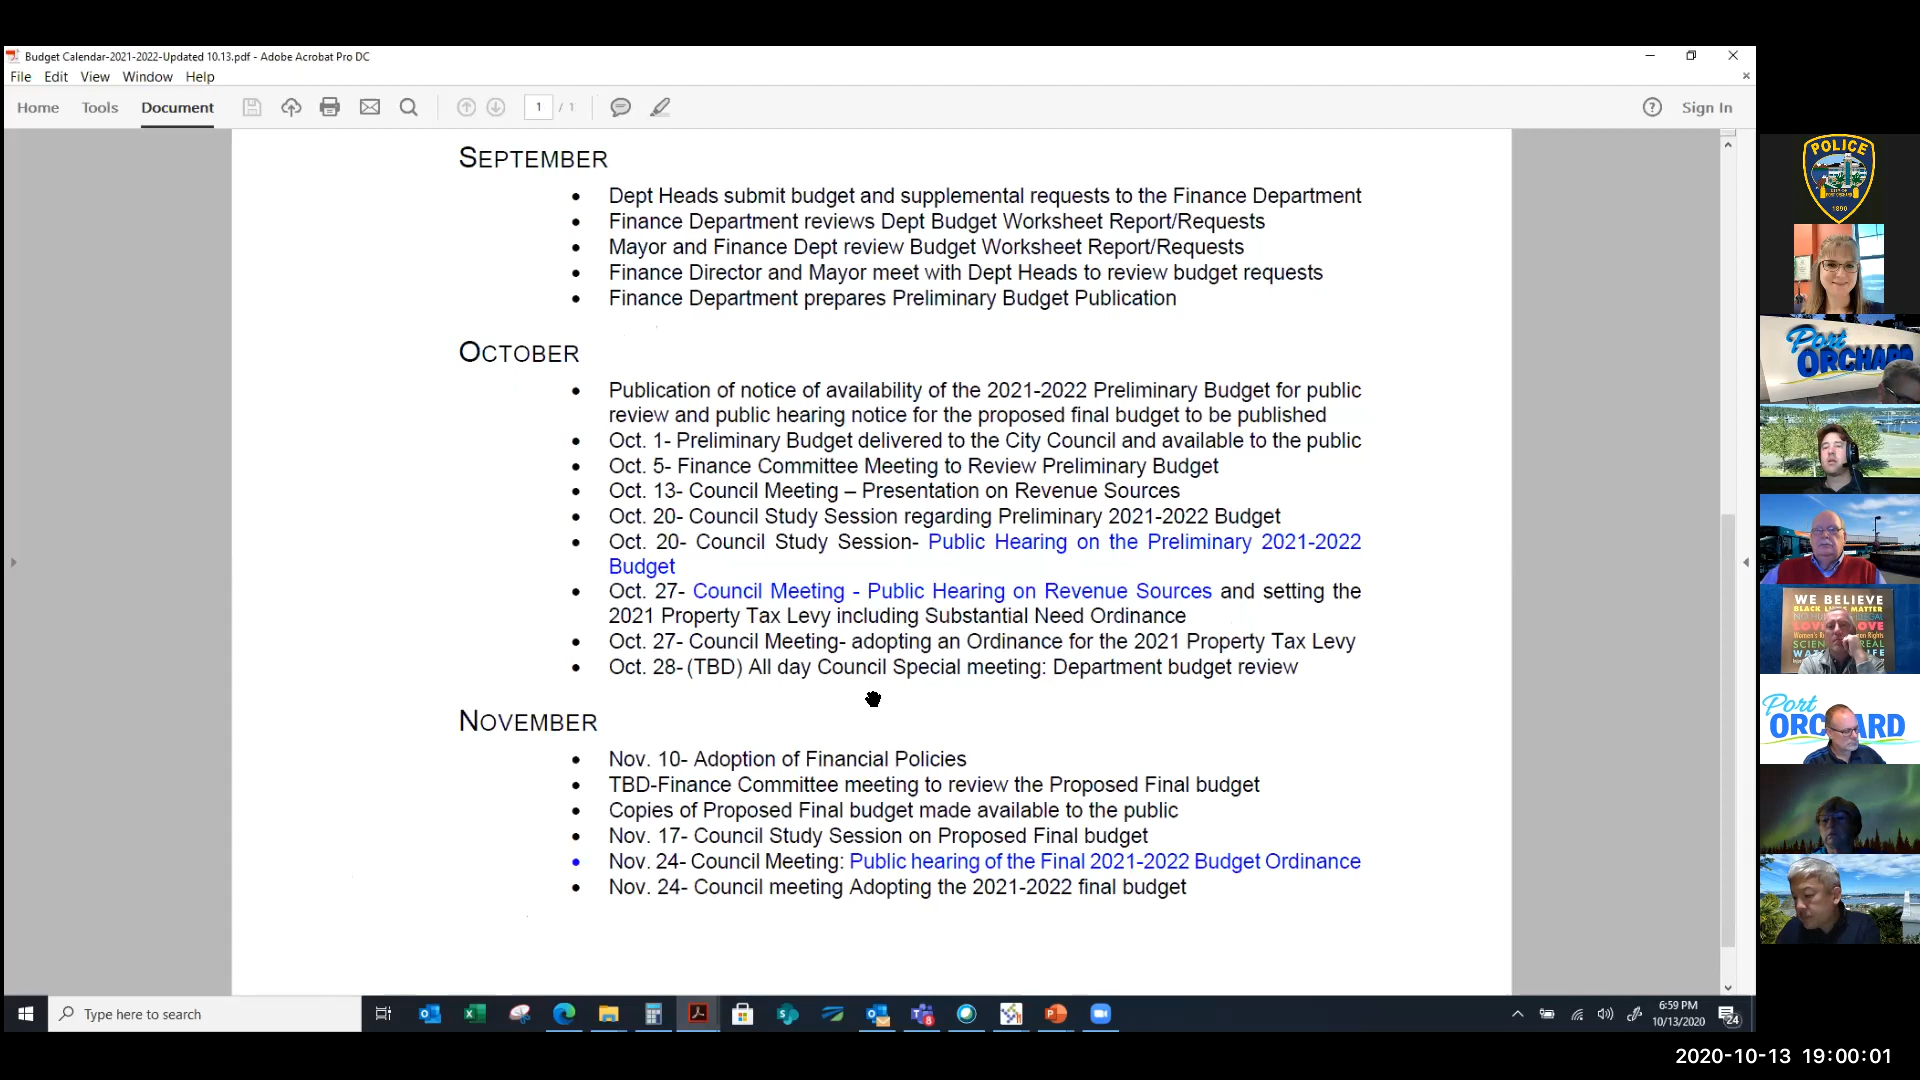 Budget Calendar-2021-2022-Updated 10.13.pdf - Adobe Acrobat Pro DC
File Edit View Window Help
Home Tools Document 1 / 1 Sign In
SEPTEMBER
• Dept Heads submit budget and supplemental requests to the Finance Department
• Finance Department reviews Dept Budget Worksheet Report/Requests
• Mayor and Finance Dept review Budget Worksheet Report/Requests
• Finance Director and Mayor meet with Dept Heads to review budget requests
• Finance Department prepares Preliminary Budget Publication
OCTOBER
• Publication of notice of availability of the 2021-2022 Preliminary Budget for public
review and public hearing notice for the proposed final budget to be published
• Oct. 1- Preliminary Budget delivered to the City Council and available to the public
• Oct. 5- Finance Committee Meeting to Review Preliminary Budget
• Oct. 13- Council Meeting – Presentation on Revenue Sources
• Oct. 20- Council Study Session regarding Preliminary 2021-2022 Budget
• Oct. 20- Council Study Session- Public Hearing on the Preliminary 2021-2022
Budget
• Oct. 27- Council Meeting - Public Hearing on Revenue Sources and setting the
2021 Property Tax Levy including Substantial Need Ordinance
• Oct. 27- Council Meeting- adopting an Ordinance for the 2021 Property Tax Levy
• Oct. 28- (TBD) All day Council Special meeting: Department budget review
NOVEMBER
• Nov. 10- Adoption of Financial Policies
• TBD-Finance Committee meeting to review the Proposed Final budget
• Copies of Proposed Final budget made available to the public
• Nov. 17- Council Study Session on Proposed Final budget
• Nov. 24- Council Meeting: Public hearing of the Final 2021-2022 Budget Ordinance
• Nov. 24- Council meeting Adopting the 2021-2022 final budget
POLICE
1890
Port
ORCHARD
WE BELIEVE
BLACK LIVES MATTER
Port
Type here to search
6:59 PM
10/13/2020
24
2020-10-13 19:00:01